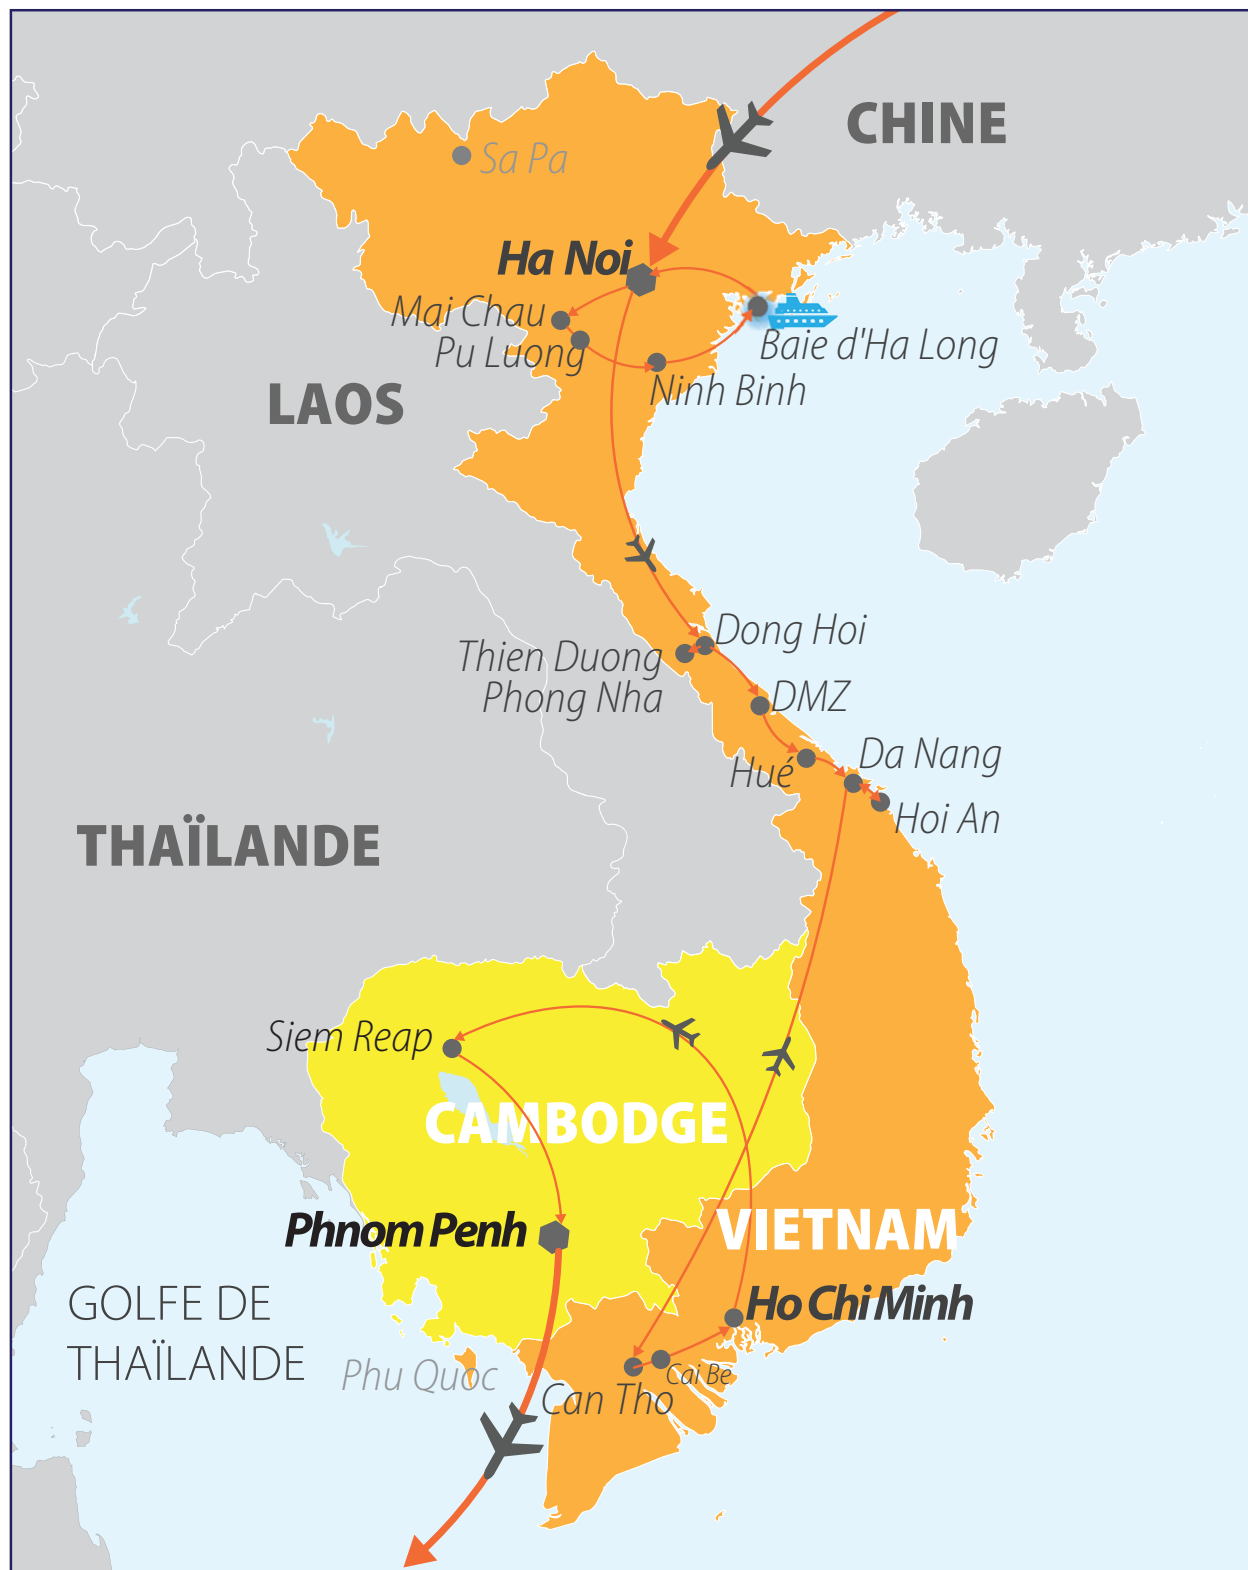 CHINE
Sa Pa
Ha Noi
Mai Chau
Pu Luong
Baie d'Ha Long
Ninh Binh
LAOS
Dong Hoi
Thien Duong
Phong Nha
DMZ
Da Nang
Hué
Hoi An
THAÏLANDE
Siem Reap
CAMBODGE
Phnom Penh
VIETNAM
GOLFE DE
THAÏLANDE
Ho Chi Minh
Phu Quoc
Cai Be
Can Tho